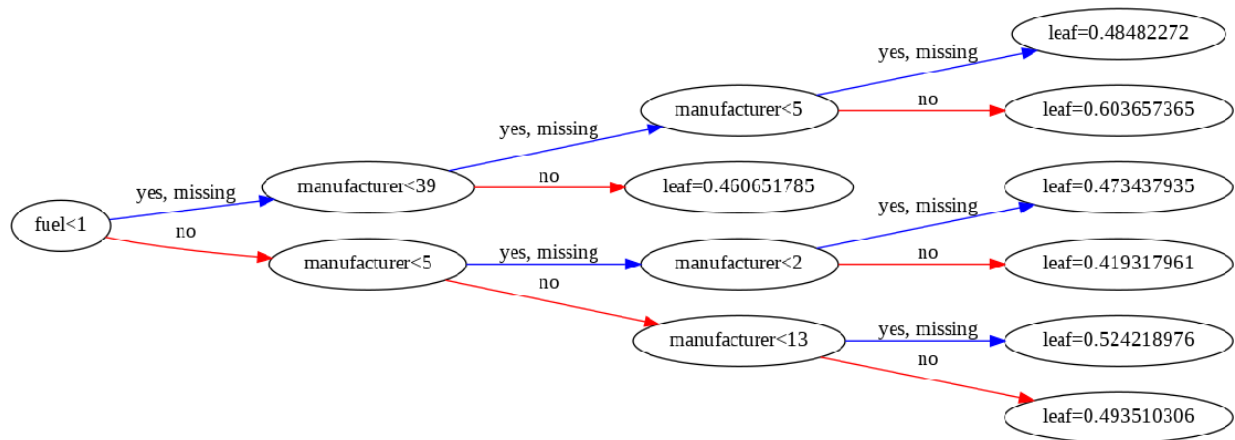 leaf=0.48482272
yes, missing
manufacturer<5
no
leaf=0.603657365
yes, missing
manufacturer<39
no
leaf=0.460651785
yes, missing
fuel<1
no
manufacturer<5
yes, missing
manufacturer<2
yes, missing
leaf=0.473437935
no
leaf=0.419317961
no
manufacturer<13
yes, missing
leaf=0.524218976
no
leaf=0.493510306